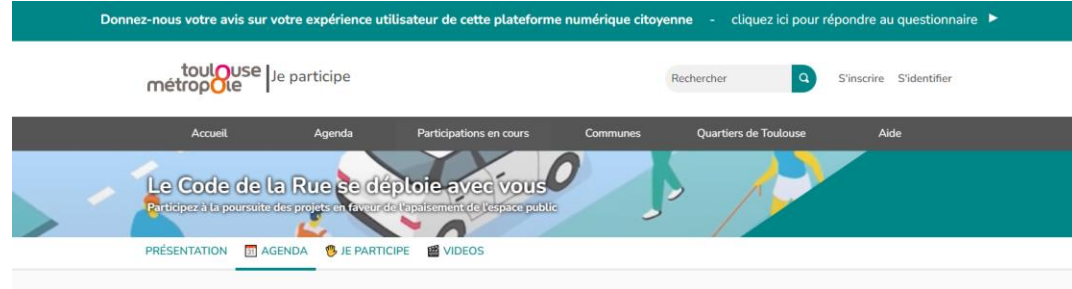 Donnez-nous votre avis sur votre expérience utilisateur de cette plateforme numérique citoyenne - cliquez ici pour répondre au questionnaire ►
toulouse
métropole
Je participe
Rechercher
S'inscrire S'identifier
Accueil Agenda Participations en cours Communes Quartiers de Toulouse Aide
Le Code de la Rue se déploie avec vous
Participez à la poursuite des projets en faveur de l'apaisement de l'espace public
PRÉSENTATION AGENDA JE PARTICIPE VIDEOS